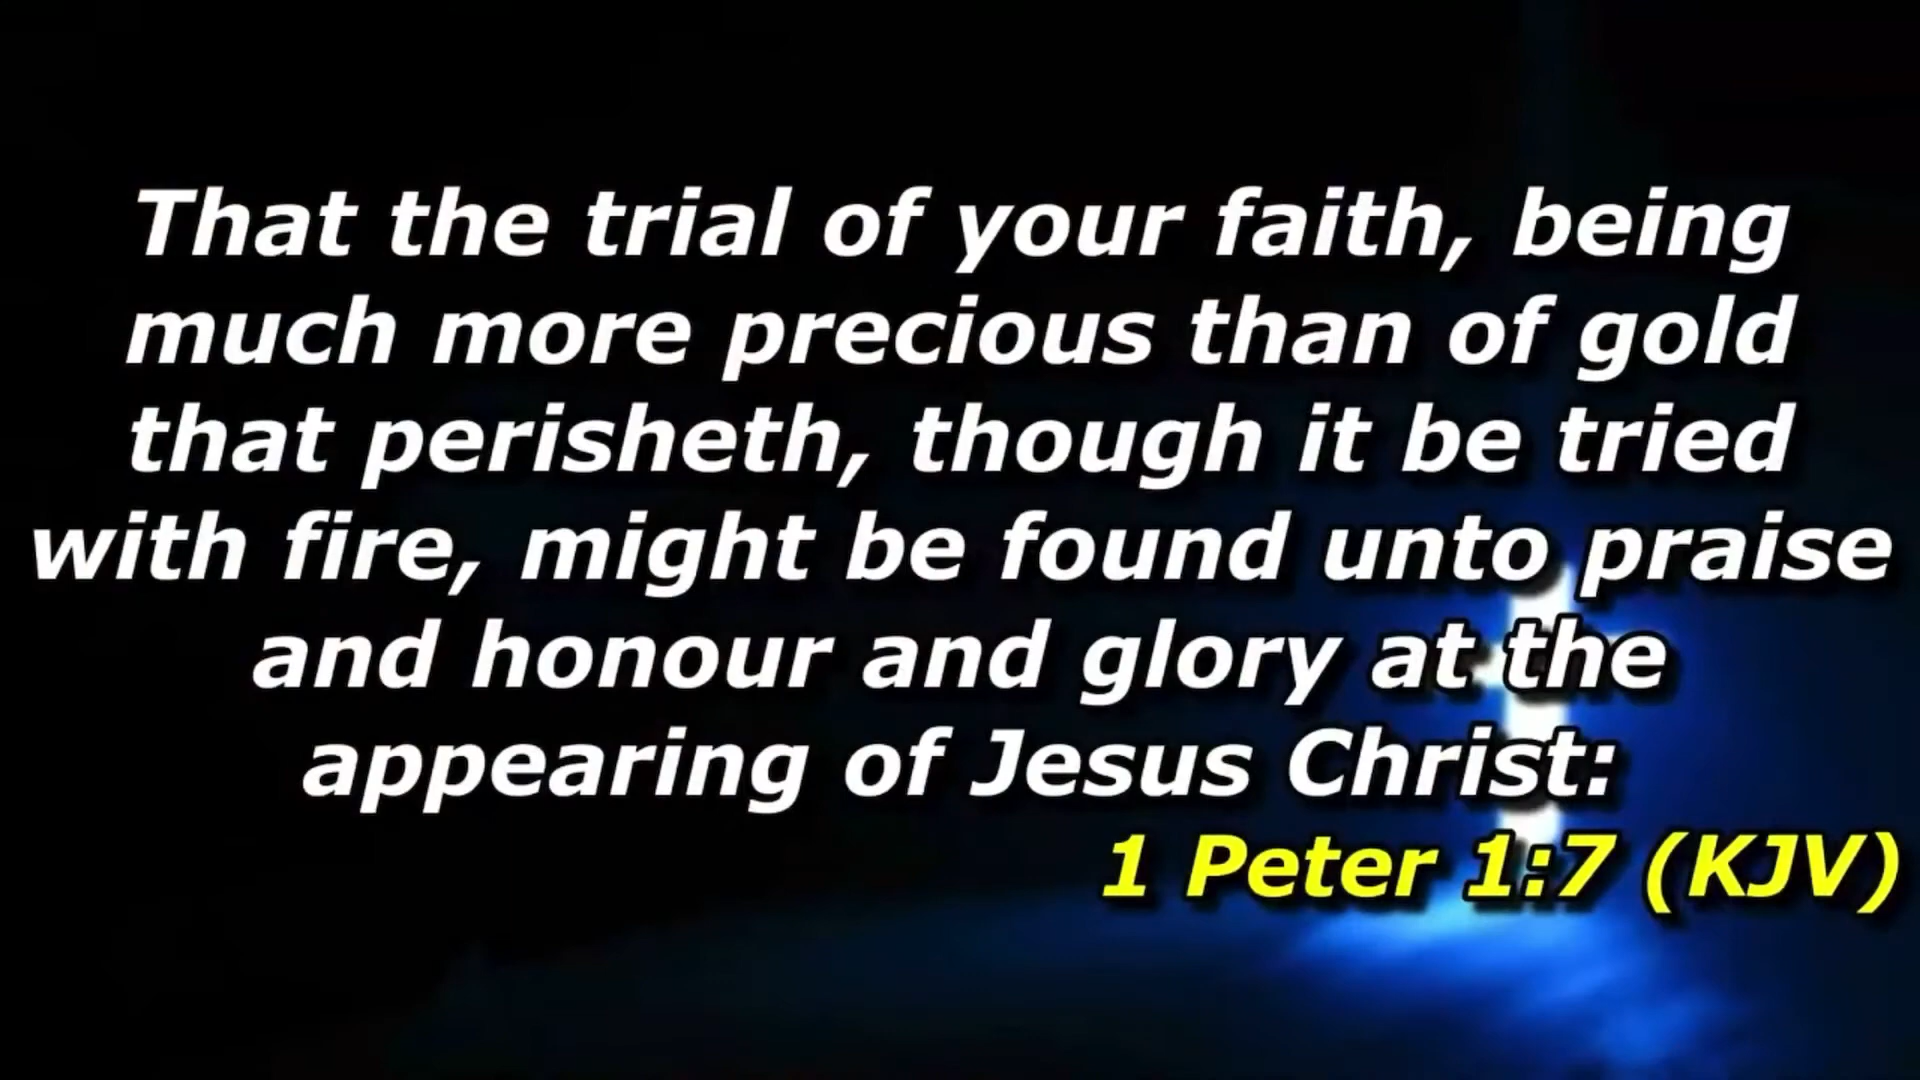 That the trial of your faith, being
much more precious than of gold
that perisheth, though it be tried
with fire, might be found unto praise
and honour and glory at the
appearing of Jesus Christ:
1 Peter 1:7 (KJV)